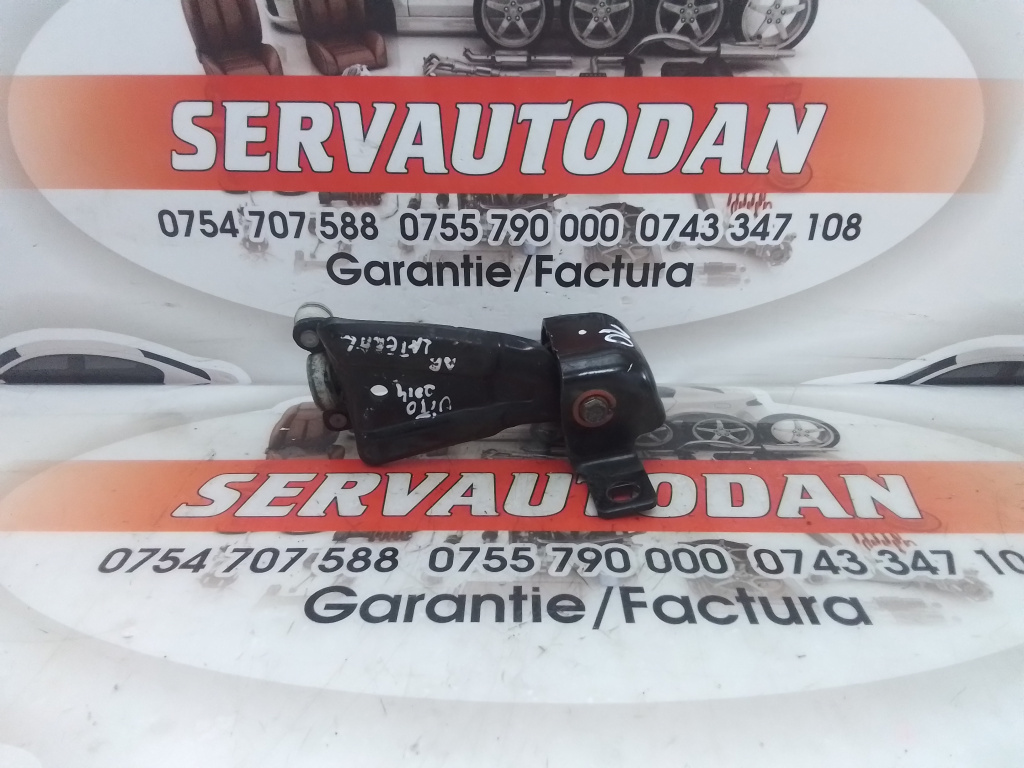 SERVAUTODAN
0754 707 588 0755 790 000 0743 347 108
Garantie/Factura
LATERAL
AR
2014
VITO
SERVAUTODAN
0754 707 588 0755 790 000 0743 347 10
Garantie/Factura